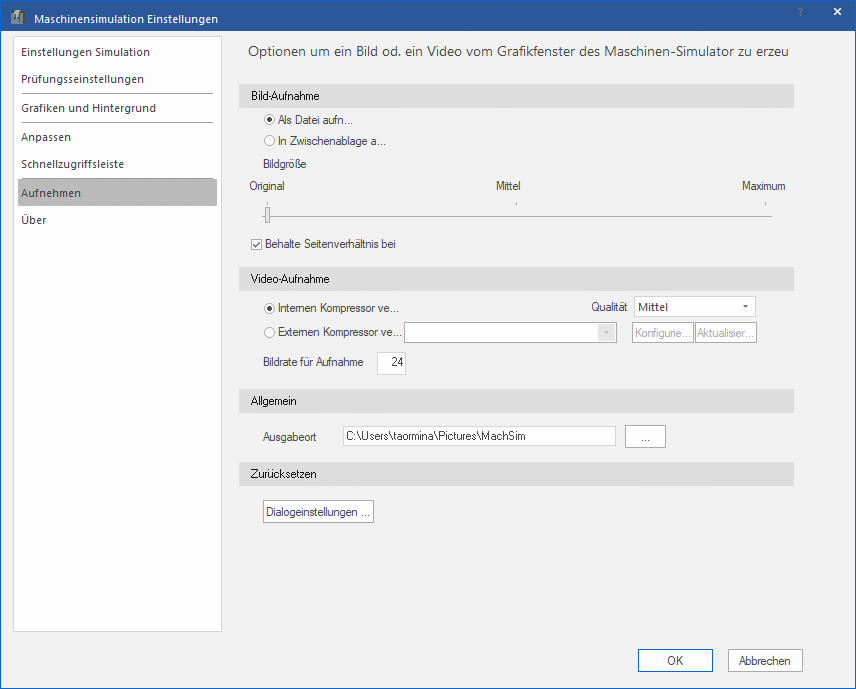 Maschinensimulation Einstellungen
?
Einstellungen Simulation
Prüfungsseinstellungen
Grafiken und Hintergrund
Anpassen
Schnellzugriffsleiste
Aufnehmen
Über
Optionen um ein Bild od. ein Video vom Grafikfenster des Maschinen-Simulator zu erzeu
Bild-Aufnahme
Als Datei aufn...
In Zwischenablage a...
Bildgröße
Original Mittel Maximum
Behalte Seitenverhältnis bei
Video-Aufnahme
Internen Kompressor ve... Qualität Mittel
Externen Kompressor ve... Konfigurie... Aktualisier...
Bildrate für Aufnahme 24
Allgemein
Ausgabeort C:\Users\taormina\Pictures\MachSim ...
Zurücksetzen
Dialogeinstellungen ...
OK Abbrechen